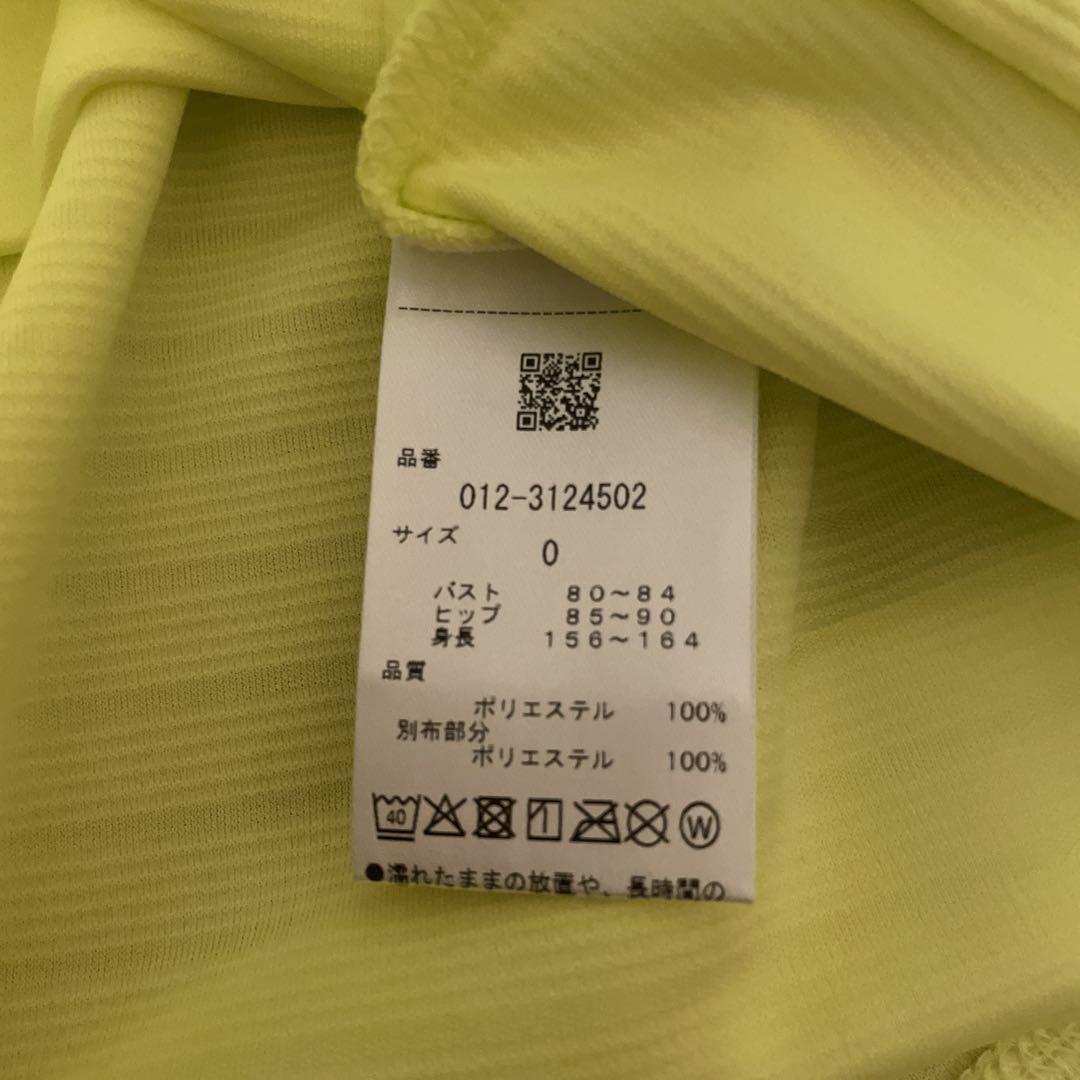 品番
012-3124502
サイズ
0
バスト 80～84
ヒップ 85～90
身長 156～164
品質
ポリエステル 100%
別布部分
ポリエステル 100%
40 W
●濡れたままの放置や、長時間の